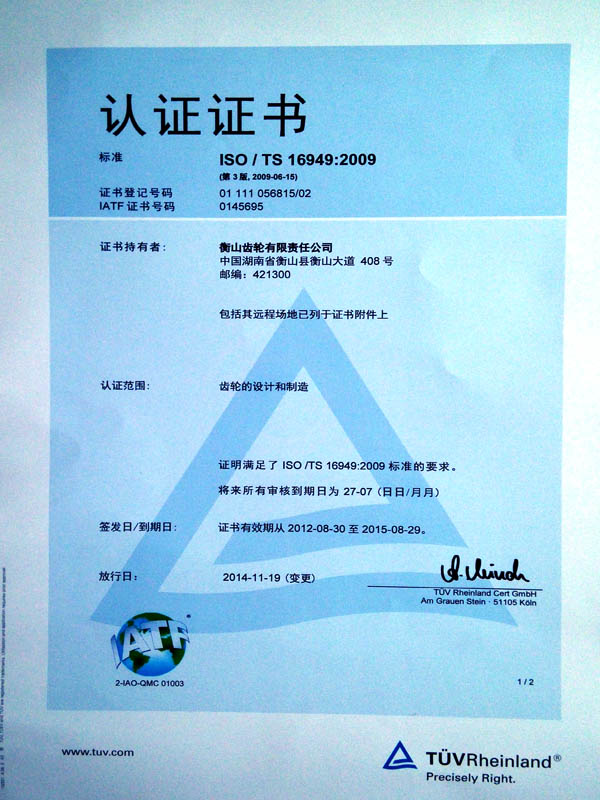 认证证书
标准 ISO / TS 16949:2009
(第 3 版, 2009-06-15)
证书登记号码 01 111 056815/02
IATF 证书号码 0145695
证书持有者: 衡山齿轮有限责任公司
中国湖南省衡山县衡山大道 408 号
邮编: 421300
包括其远程场地已列于证书附件上
认证范围: 齿轮的设计和制造
证明满足了 ISO /TS 16949:2009 标准的要求。
将来所有审核到期日为 27-07 (日日/月月)
签发日/到期日: 证书有效期从 2012-08-30 至 2015-08-29。
放行日: 2014-11-19 (变更)
TÜV Rheinland Cert GmbH
Am Grauen Stein · 51105 Köln
IATF
®
2-IAO-QMC 01003
1 / 2
www.tuv.com
TÜVRheinland®
Precisely Right.